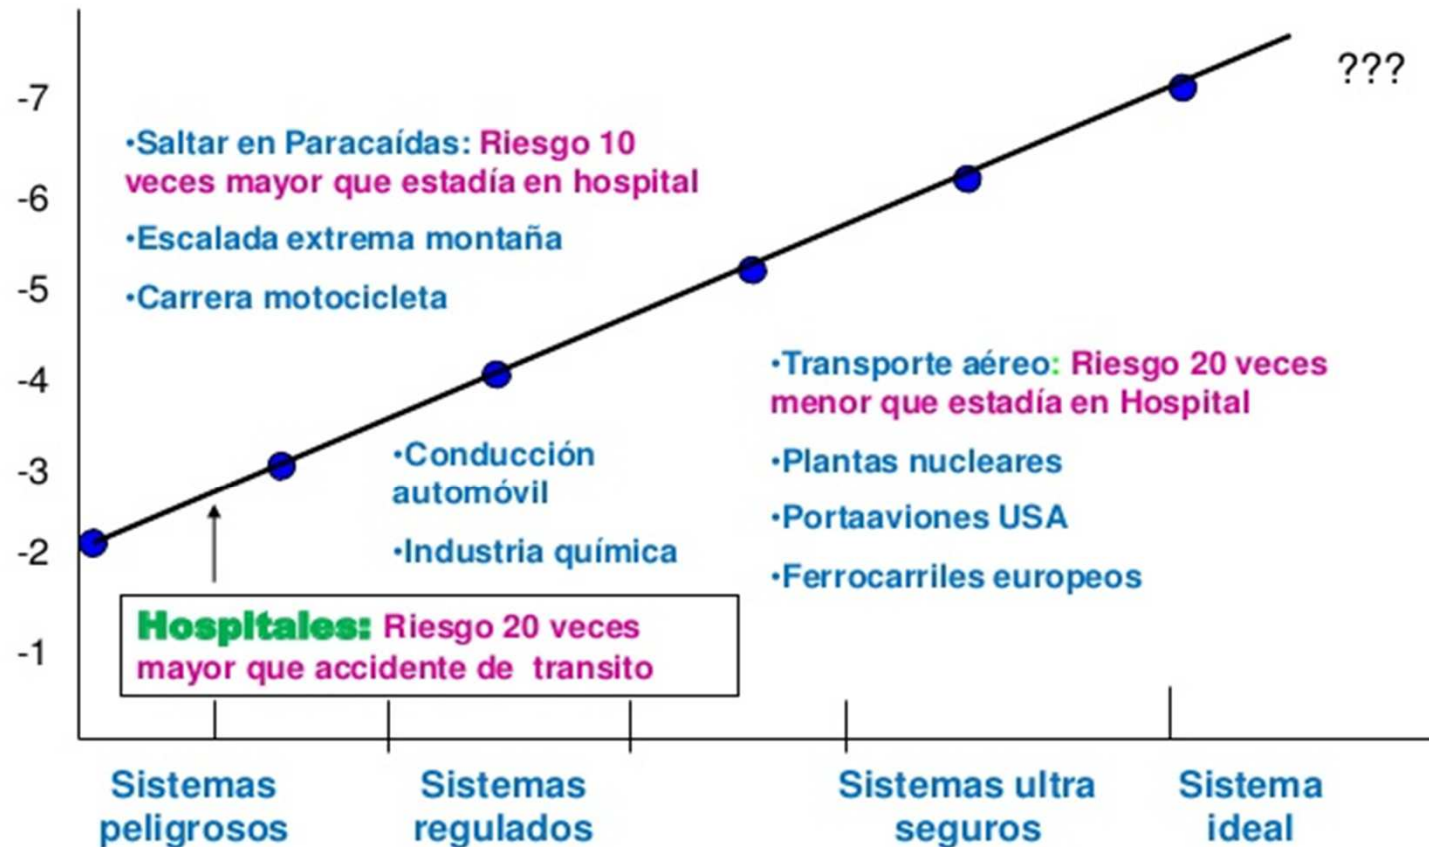 ???
-7
-6
-5
-4
-3
-2
-1
•Saltar en Paracaídas: Riesgo 10
veces mayor que estadía en hospital
•Escalada extrema montaña
•Carrera motocicleta
•Transporte aéreo: Riesgo 20 veces
menor que estadía en Hospital
•Plantas nucleares
•Portaaviones USA
•Ferrocarriles europeos
•Conducción
automóvil
•Industria química
Hospitales: Riesgo 20 veces
mayor que accidente de transito
Sistemas
peligrosos
Sistemas
regulados
Sistemas ultra
seguros
Sistema
ideal